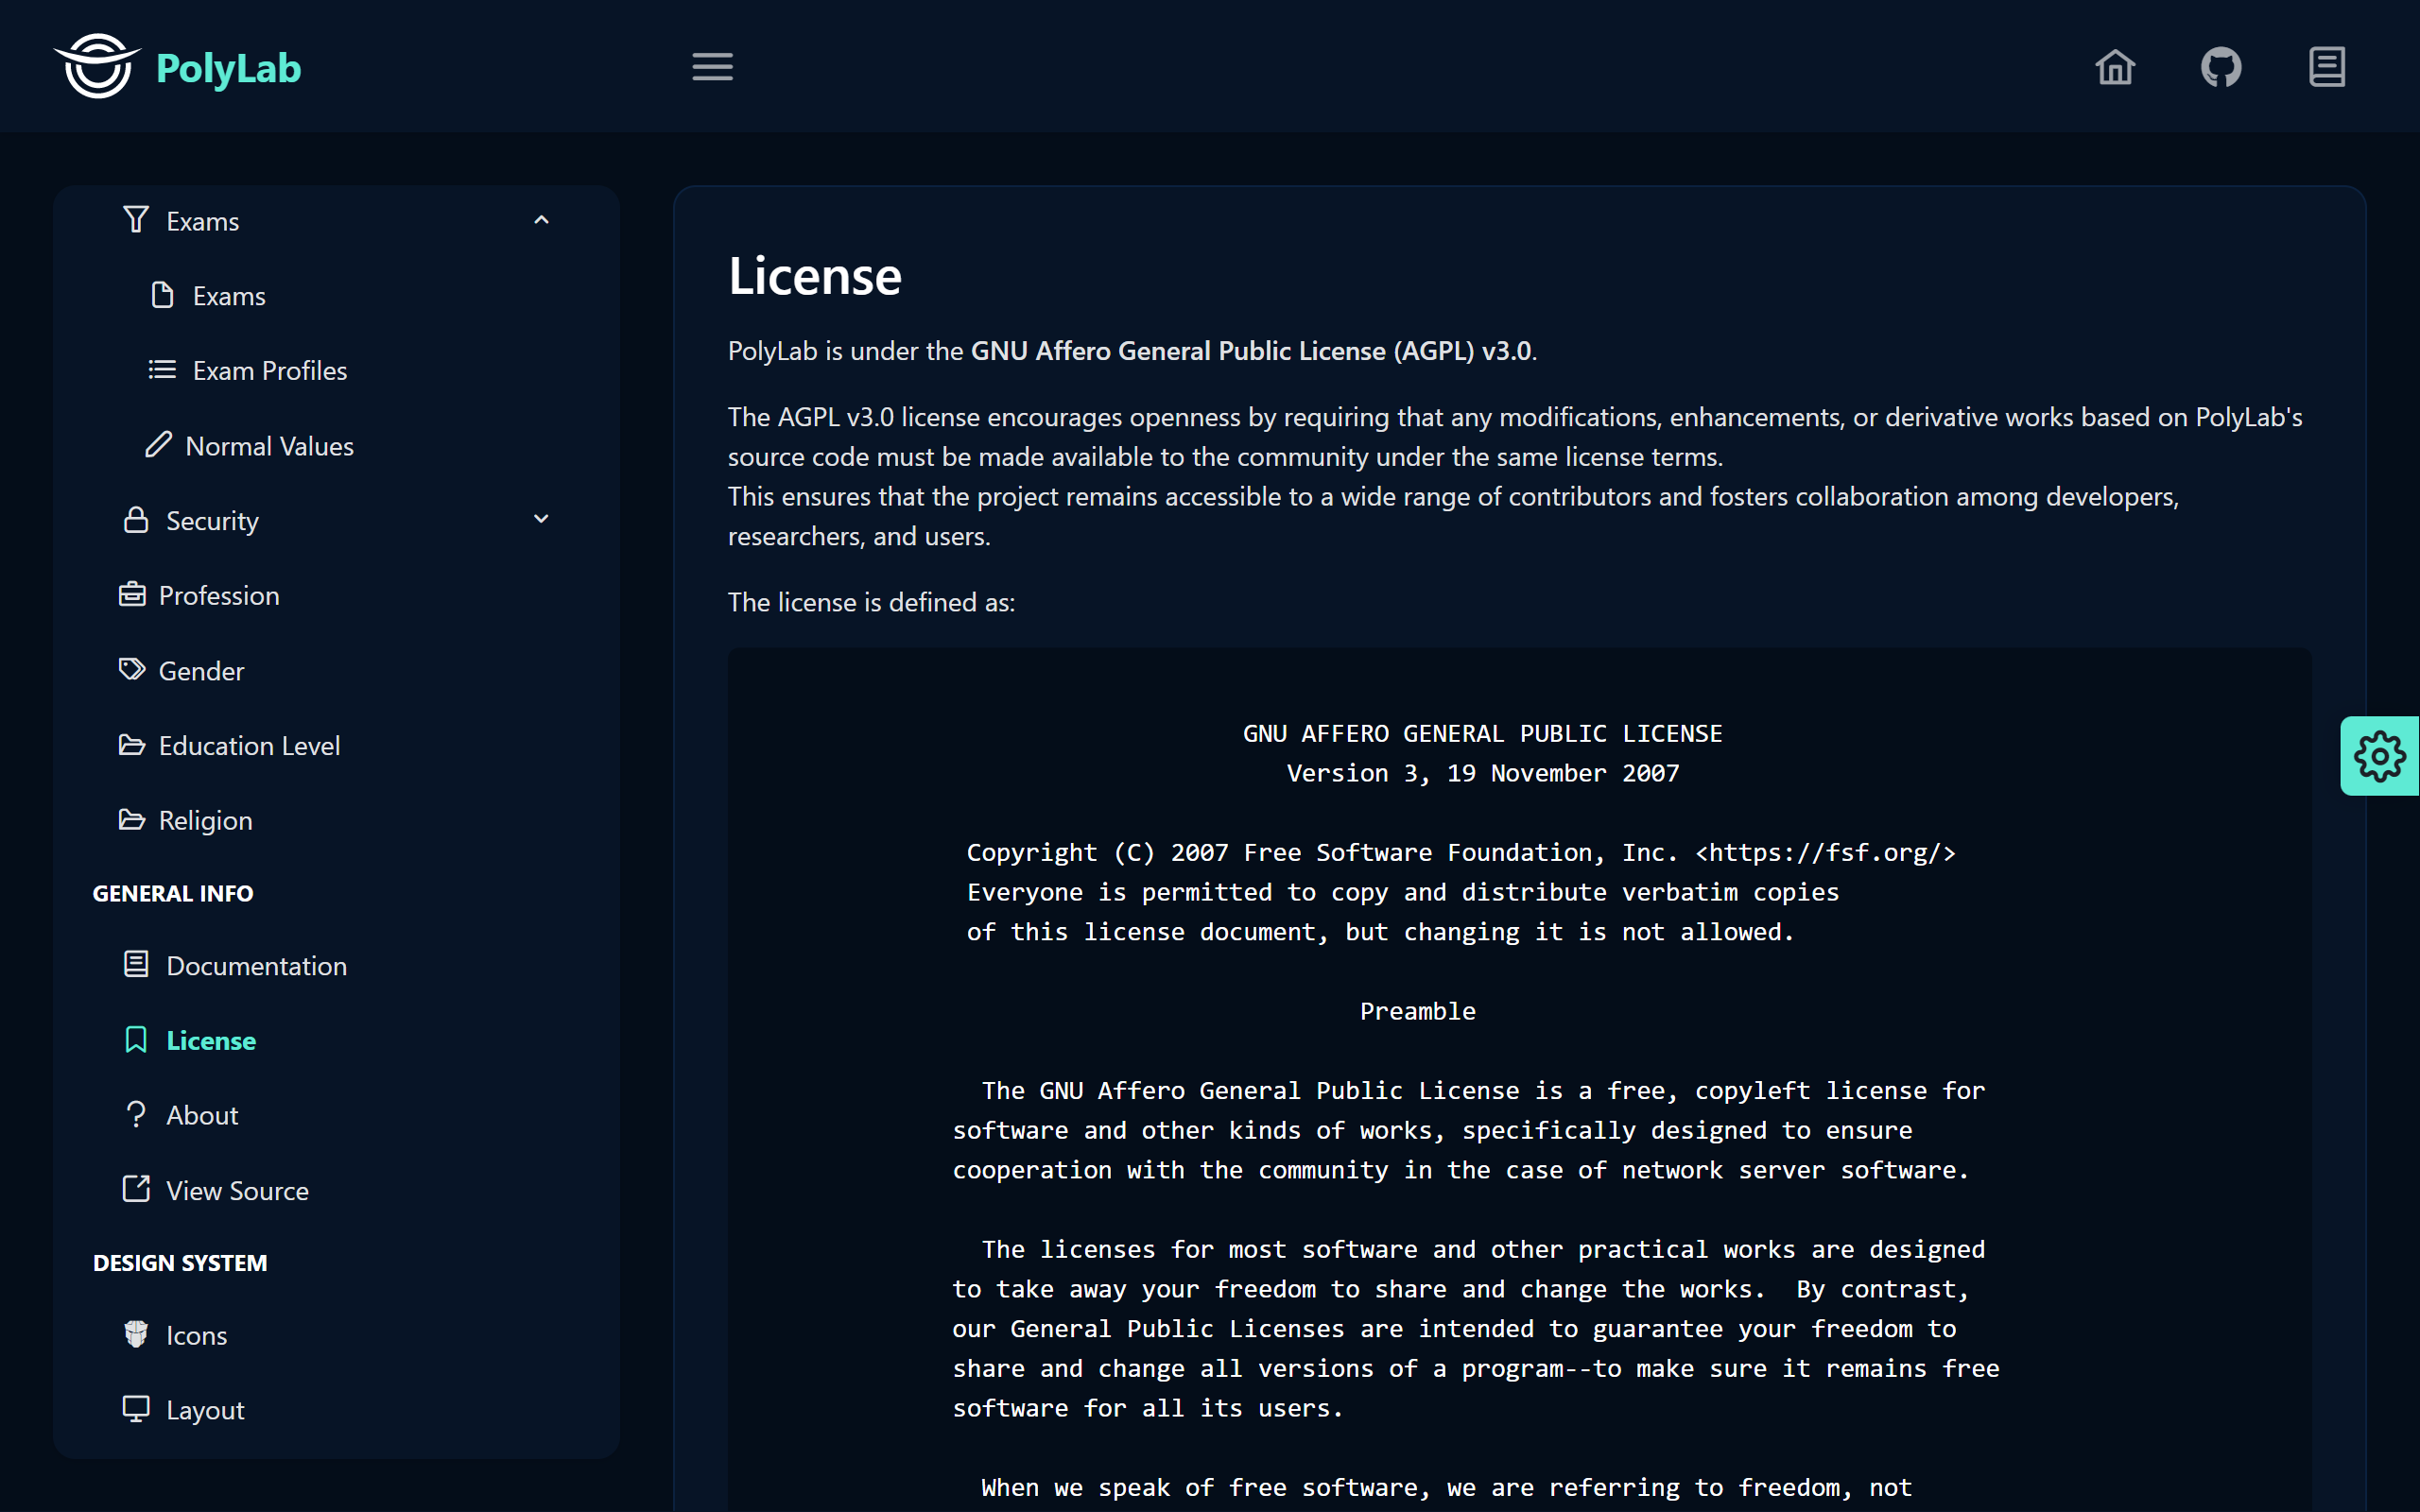 PolyLab
Exams
Exams
Exam Profiles
Normal Values
Security
Profession
Gender
Education Level
Religion
GENERAL INFO
Documentation
License
About
View Source
DESIGN SYSTEM
Icons
Layout
License
PolyLab is under the GNU Affero General Public License (AGPL) v3.0.
The AGPL v3.0 license encourages openness by requiring that any modifications, enhancements, or derivative works based on PolyLab's
source code must be made available to the community under the same license terms.
This ensures that the project remains accessible to a wide range of contributors and fosters collaboration among developers,
researchers, and users.
The license is defined as:
GNU AFFERO GENERAL PUBLIC LICENSE
Version 3, 19 November 2007
Copyright (C) 2007 Free Software Foundation, Inc. <https://fsf.org/>
Everyone is permitted to copy and distribute verbatim copies
of this license document, but changing it is not allowed.
Preamble
The GNU Affero General Public License is a free, copyleft license for
software and other kinds of works, specifically designed to ensure
cooperation with the community in the case of network server software.
The licenses for most software and other practical works are designed
to take away your freedom to share and change the works.  By contrast,
our General Public Licenses are intended to guarantee your freedom to
share and change all versions of a program--to make sure it remains free
software for all its users.
When we speak of free software, we are referring to freedom, not